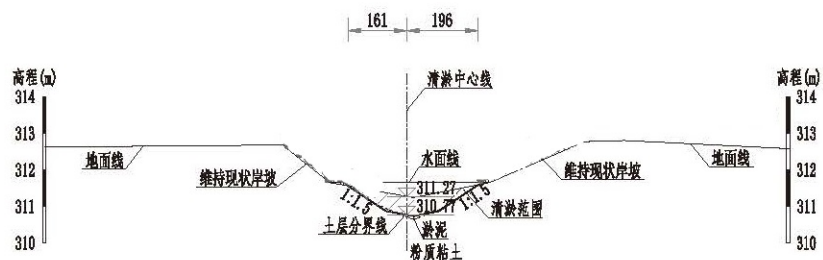 161 196
高程(m) 高程(m)
清淤中心线
314 314
313 313
地面线 水面线 地面线
312 维持现状岸坡 维持现状岸坡 312
311.27
1:1.5 1:1.5
311 310.77 清淤范围 311
土层分界线 淤泥
310 粉质粘土 310